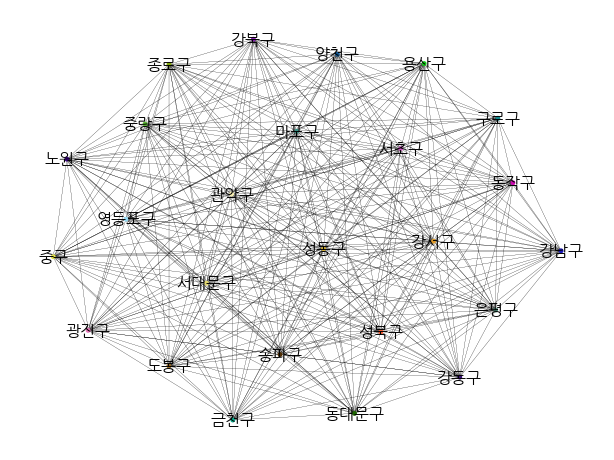 강북구
양천구
용산구
종로구
구로구
중랑구
마포구
서초구
노원구
동작구
관악구
영등포구
강서구
성동구
강남구
중구
서대문구
은평구
광진구
성북구
송파구
도봉구
강동구
동대문구
금천구